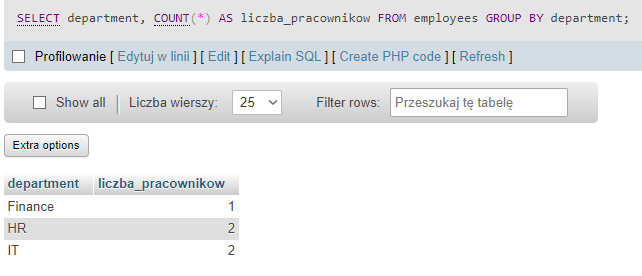 SELECT department, COUNT(*) AS liczba_pracownikow FROM employees GROUP BY department;
Profilowanie [ Edytuj w linii ] [ Edit ] [ Explain SQL ] [ Create PHP code ] [ Refresh ]
Show all Liczba wierszy: 25 Filter rows: Przeszukaj tę tabelę
Extra options
department liczba_pracownikow
Finance 1
HR 2
IT 2